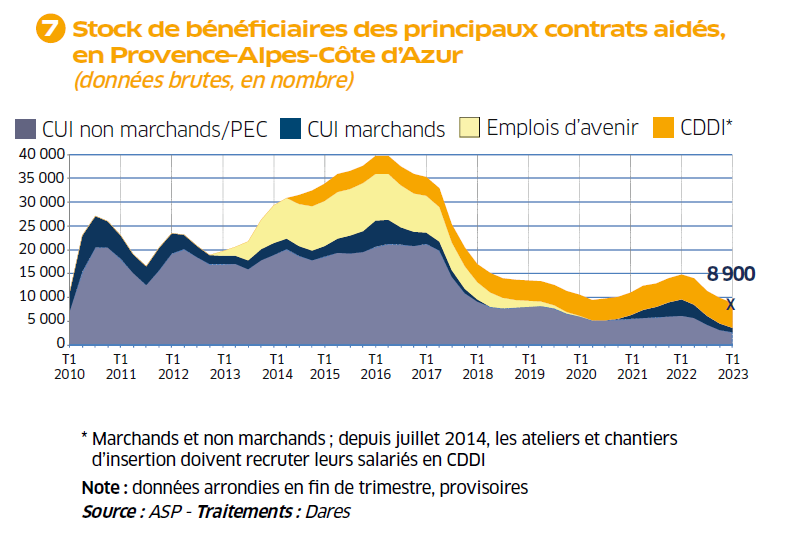 7 Stock de bénéficiaires des principaux contrats aidés,
en Provence-Alpes-Côte d'Azur
(données brutes, en nombre)
CUI non marchands/PEC CUI marchands Emplois d'avenir CDDI*
40 000
35 000
30 000
25 000
20 000
15 000
10 000
5 000
0
8 900
X
T1 T1 T1 T1 T1 T1 T1 T1 T1 T1 T1 T1 T1 T1
2010 2011 2012 2013 2014 2015 2016 2017 2018 2019 2020 2021 2022 2023
* Marchands et non marchands ; depuis juillet 2014, les ateliers et chantiers
d'insertion doivent recruter leurs salariés en CDDI
Note : données arrondies en fin de trimestre, provisoires
Source : ASP - Traitements : Dares